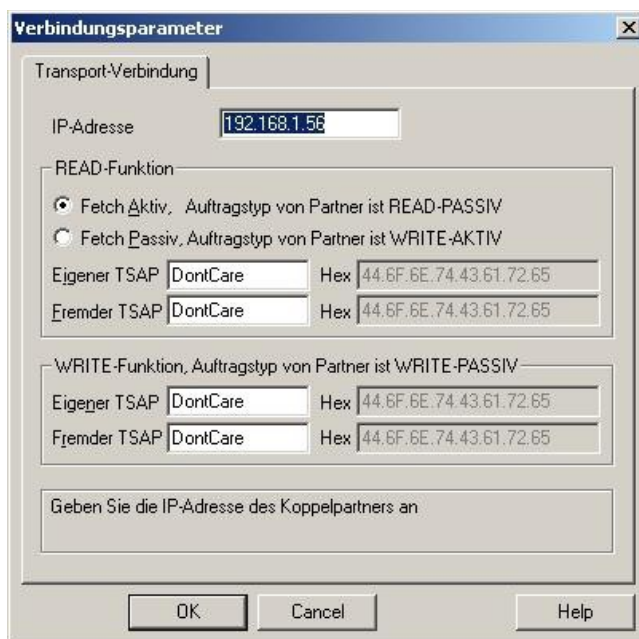 Verbindungsparameter
Transport-Verbindung
IP-Adresse 192.168.1.56
READ-Funktion
Fetch Aktiv, Auftragstyp von Partner ist READ-PASSIV
Fetch Passiv, Auftragstyp von Partner ist WRITE-AKTIV
Eigener TSAP DontCare Hex 44.6F.6E.74.43.61.72.65
Fremder TSAP DontCare Hex 44.6F.6E.74.43.61.72.65
WRITE-Funktion, Auftragstyp von Partner ist WRITE-PASSIV
Eigener TSAP DontCare Hex 44.6F.6E.74.43.61.72.65
Fremder TSAP DontCare Hex 44.6F.6E.74.43.61.72.65
Geben Sie die IP-Adresse des Koppelpartners an
OK Cancel Help